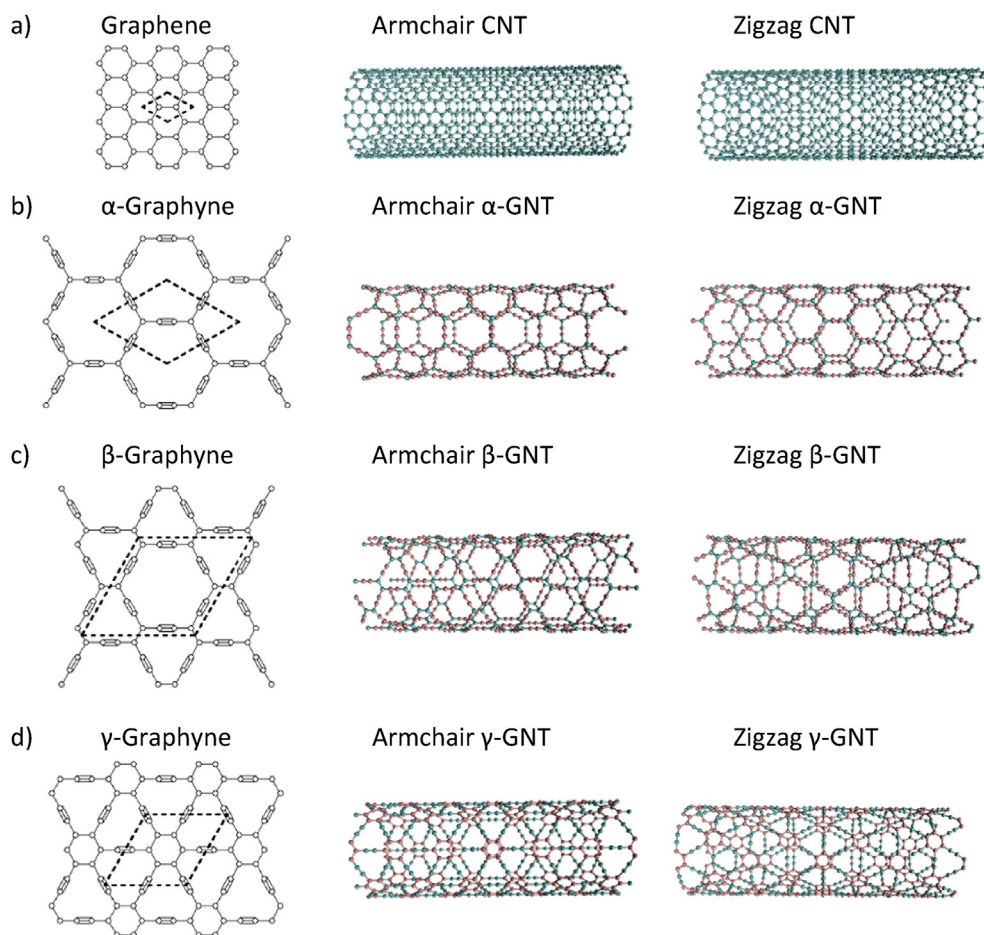 a) Graphene Armchair CNT Zigzag CNT
b) α-Graphyne Armchair α-GNT Zigzag α-GNT
c) β-Graphyne Armchair β-GNT Zigzag β-GNT
d) γ-Graphyne Armchair γ-GNT Zigzag γ-GNT